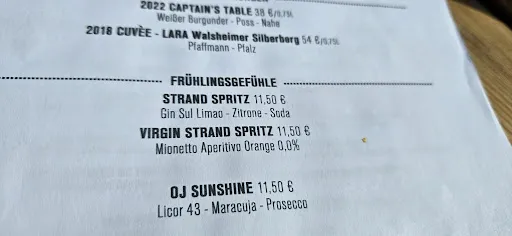 2022 CAPTAIN'S TABLE 38 €/0,75L
Weißer Burgunder - Poss - Nahe
2018 CUVÈE - LARA Walsheimer Silberberg 54 €/0,75L
Pfaffmann - Pfalz
FRÜHLINGSGEFÜHLE
STRAND SPRITZ 11,50 €
Gin Sul Limao - Zitrone - Soda
VIRGIN STRAND SPRITZ 11,50 €
Mionetto Aperitivo Orange 0,0%
OJ SUNSHINE 11,50 €
Licor 43 - Maracuja - Prosecco